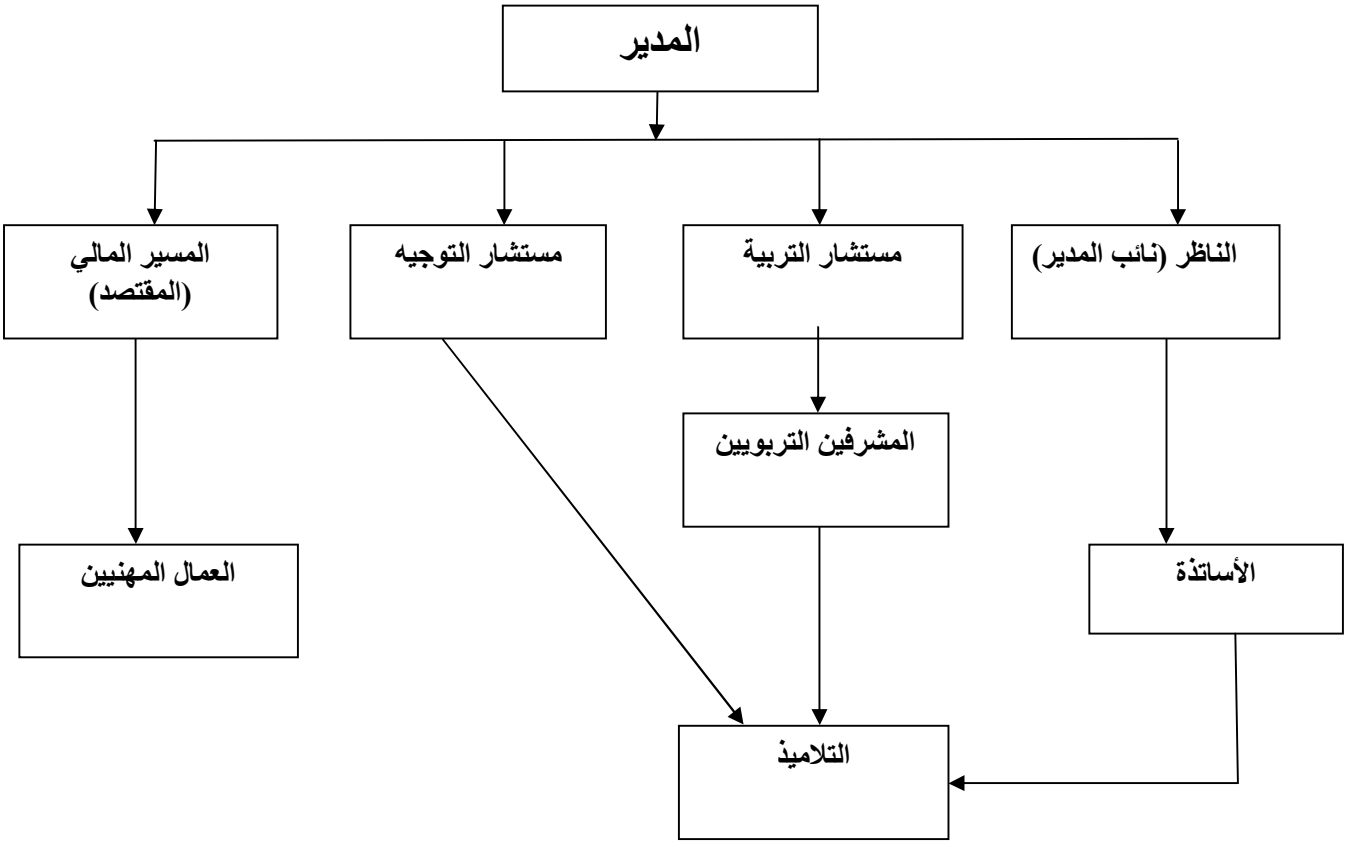 المدير
الناظر (نائب المدير)
مستشار التربية
مستشار التوجيه
المسير المالي
(المقتصد)
المشرفين التربويين
الأساتذة
العمال المهنيين
التلاميذ